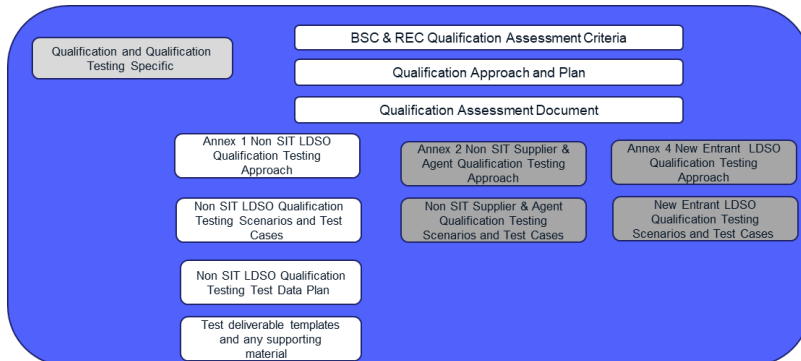 Qualification and Qualification
Testing Specific
BSC & REC Qualification Assessment Criteria
Qualification Approach and Plan
Qualification Assessment Document
Annex 1 Non SIT LDSO
Qualification Testing
Approach
Annex 2 Non SIT Supplier &
Agent Qualification Testing
Approach
Annex 4 New Entrant LDSO
Qualification Testing
Approach
Non SIT LDSO Qualification
Testing Scenarios and Test
Cases
Non SIT Supplier & Agent
Qualification Testing
Scenarios and Test Cases
New Entrant LDSO
Qualification Testing
Scenarios and Test Cases
Non SIT LDSO Qualification
Testing Test Data Plan
Test deliverable templates
and any supporting
material